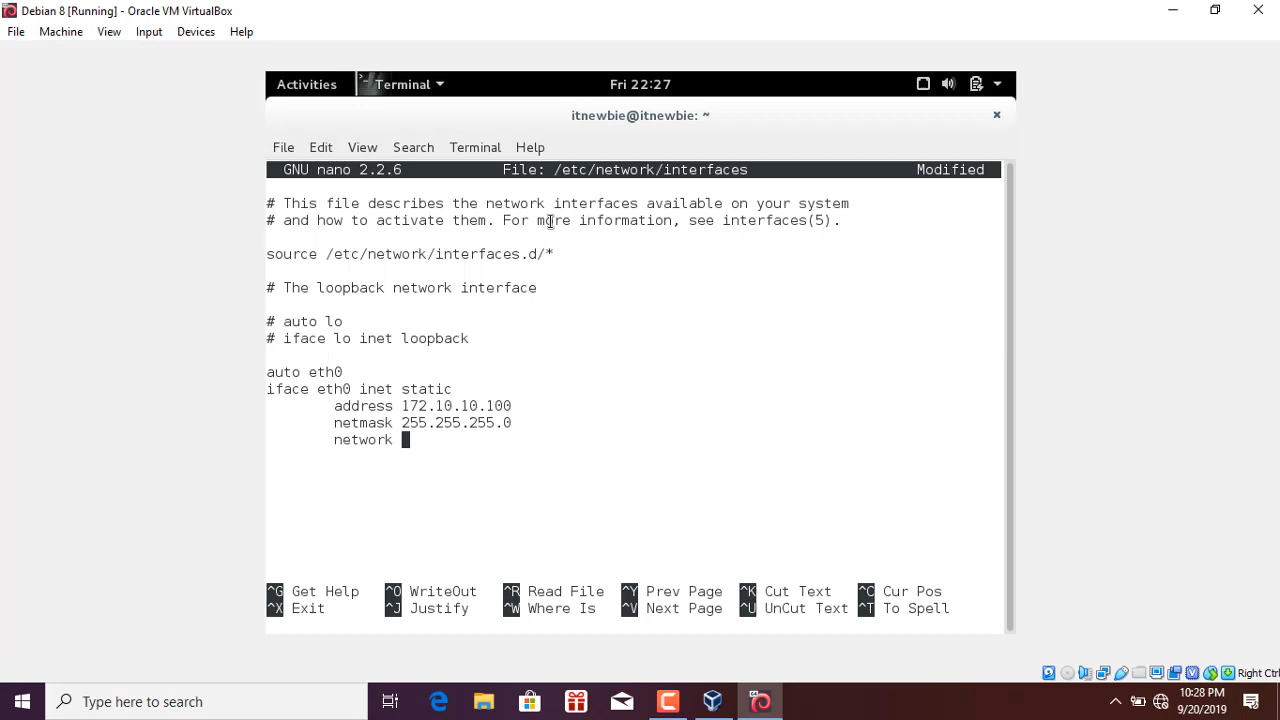 Debian 8 [Running] - Oracle VM VirtualBox
File Machine View Input Devices Help
Activities Terminal Fri 22:27
itnewbie@itnewbie: ~
File Edit View Search Terminal Help
GNU nano 2.2.6 File: /etc/network/interfaces Modified
# This file describes the network interfaces available on your system
# and how to activate them. For more information, see interfaces(5).
source /etc/network/interfaces.d/*
# The loopback network interface
# auto lo
# iface lo inet loopback
auto eth0
iface eth0 inet static
address 172.10.10.100
netmask 255.255.255.0
network
^G Get Help ^O WriteOut ^R Read File ^Y Prev Page ^K Cut Text ^C Cur Pos
^X Exit ^J Justify ^W Where Is ^V Next Page ^U UnCut Text ^T To Spell
Right Ctrl
Type here to search
10:28 PM
9/20/2019